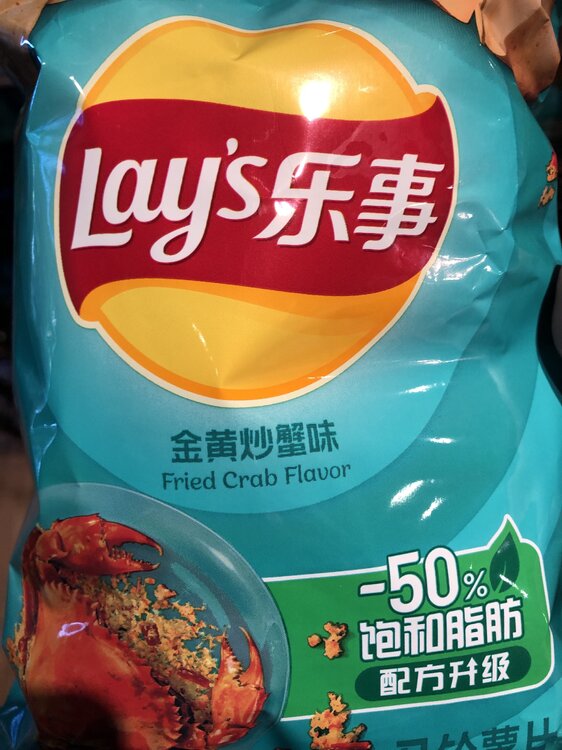 Lay's乐事
金黄炒蟹味
Fried Crab Flavor
-50%
饱和脂肪
配方升级